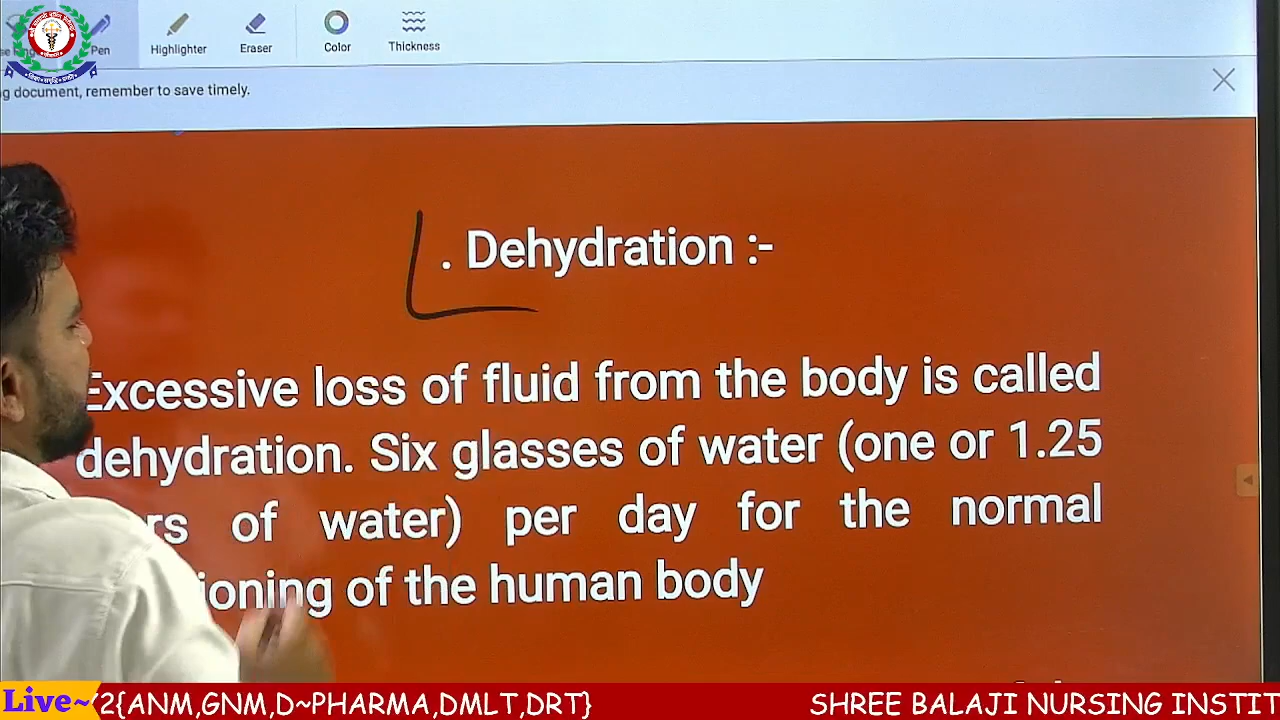 Pen
Highlighter
Eraser
Color
Thickness
g document, remember to save timely.
. Dehydration :-
Excessive loss of fluid from the body is called
dehydration. Six glasses of water (one or 1.25
rs of water) per day for the normal
ioning of the human body
Live~
2{ANM,GNM,D~PHARMA,DMLT,DRT}
SHREE BALAJI NURSING INSTIT